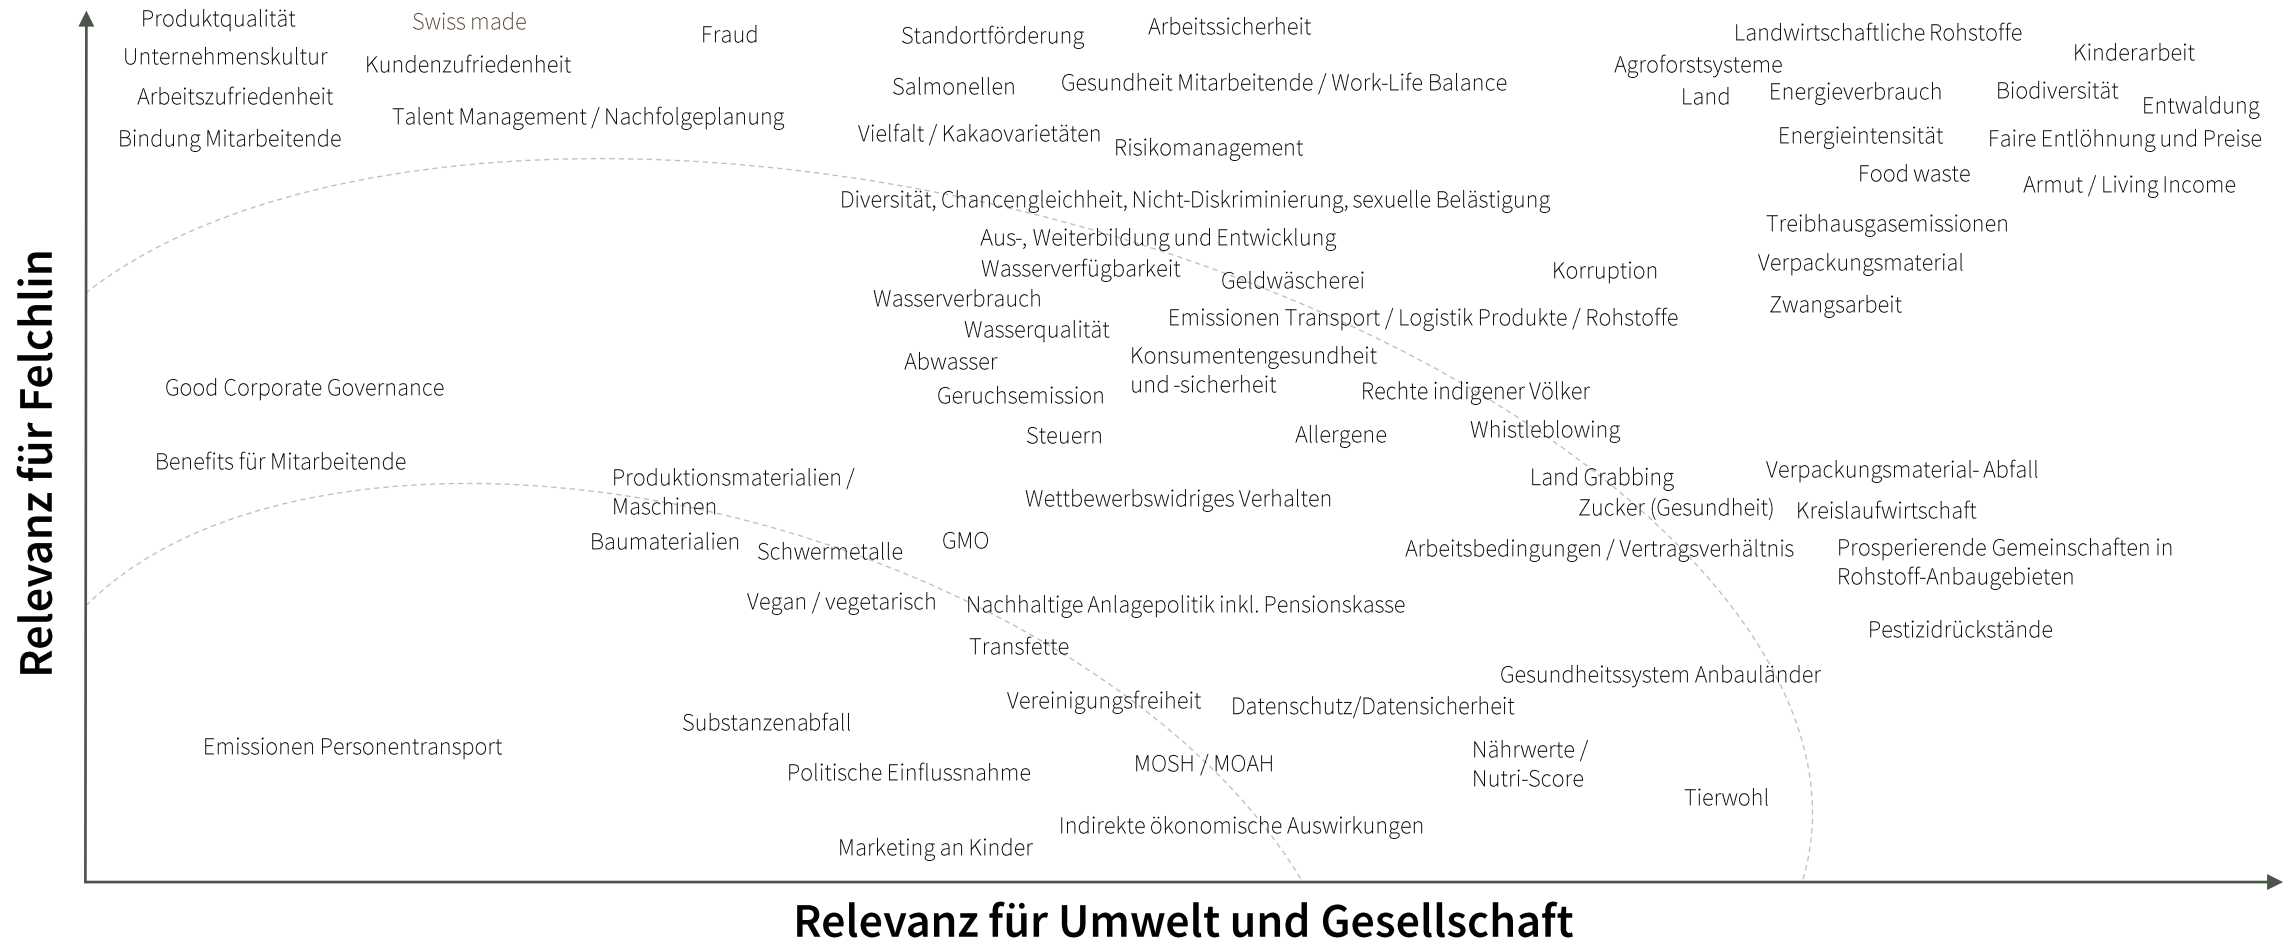 Produktqualität
Swiss made
Fraud
Standortförderung
Arbeitssicherheit
Landwirtschaftliche Rohstoffe
Kinderarbeit
Unternehmenskultur
Kundenzufriedenheit
Agroforstsysteme
Salmonellen
Gesundheit Mitarbeitende / Work-Life Balance
Arbeitszufriedenheit
Land
Energieverbrauch
Biodiversität
Entwaldung
Talent Management / Nachfolgeplanung
Bindung Mitarbeitende
Vielfalt / Kakaovarietäten
Risikomanagement
Energieintensität
Faire Entlöhnung und Preise
Food waste
Armut / Living Income
Diversität, Chancengleichheit, Nicht-Diskriminierung, sexuelle Belästigung
Treibhausgasemissionen
Aus-, Weiterbildung und Entwicklung
Wasserverfügbarkeit
Geldwäscherei
Korruption
Verpackungsmaterial
Wasserverbrauch
Zwangsarbeit
Wasserqualität
Emissionen Transport / Logistik Produkte / Rohstoffe
Abwasser
Konsumentengesundheit
und -sicherheit
Good Corporate Governance
Geruchsemission
Rechte indigener Völker
Steuern
Allergene
Whistleblowing
Benefits für Mitarbeitende
Produktionsmaterialien /
Maschinen
Land Grabbing
Verpackungsmaterial- Abfall
Wettbewerbswidriges Verhalten
Zucker (Gesundheit)
Kreislaufwirtschaft
Baumaterialien
Schwermetalle
GMO
Arbeitsbedingungen / Vertragsverhältnis
Prosperierende Gemeinschaften in
Rohstoff-Anbaugebieten
Vegan / vegetarisch
Nachhaltige Anlagepolitik inkl. Pensionskasse
Pestizidrückstände
Transfette
Gesundheitssystem Anbauländer
Vereinigungsfreiheit
Datenschutz/Datensicherheit
Substanzenabfall
Emissionen Personentransport
Politische Einflussnahme
MOSH / MOAH
Nährwerte /
Nutri-Score
Tierwohl
Indirekte ökonomische Auswirkungen
Marketing an Kinder
Relevanz für Felchlin
Relevanz für Umwelt und Gesellschaft